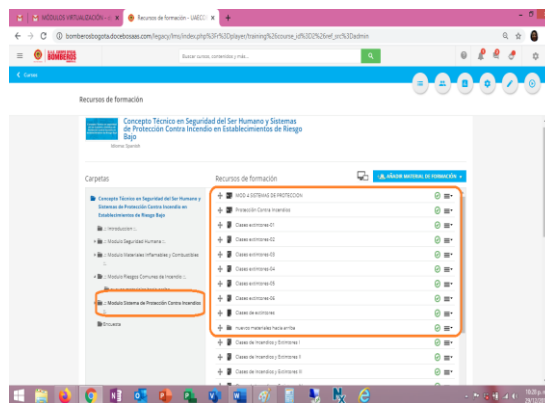 MÓDULOS VIRTUALIZACIÓN
Recursos de formación - UAECO
bomberosbogota.docebosaas.com/legacy/lms/index.php?r=player/training%26course_id%3D2%26ref_src%3Dadmin
BOMBEROS
Buscar cursos, contenidos y más...
Cursos
Recursos de formación
Concepto Técnico en Seguridad del Ser Humano y Sistemas
de Protección Contra Incendio en Establecimientos de Riesgo
Bajo
Idioma: Spanish
Carpetas
Recursos de formación
AÑADIR MATERIAL DE FORMACIÓN
Concepto Técnico en Seguridad del Ser Humano y
Sistemas de Protección Contra Incendio en
Establecimientos de Riesgo Bajo
.: Introducción :.
.: Modulo Seguridad Humana :.
.: Modulo Materiales Inflamables y Combustibles
:.
.: Modulo Riesgos Comunes de Incendio :.
.: Modulo Sistema de Protección Contra Incendios
:.
Encuesta
MOD 4 SISTEMAS DE PROTECCION
Protección Contra Incendios
Clases extintores-01
Clases extintores-02
Clases extintores-03
Clases extintores-04
Clases extintores-05
Clases extintores-06
Clases de extintores
nuevos materiales hacia arriba
Clases de Incendios y Extintores I
Clases de Incendios y Extintores II
Clases de Incendios y Extintores III